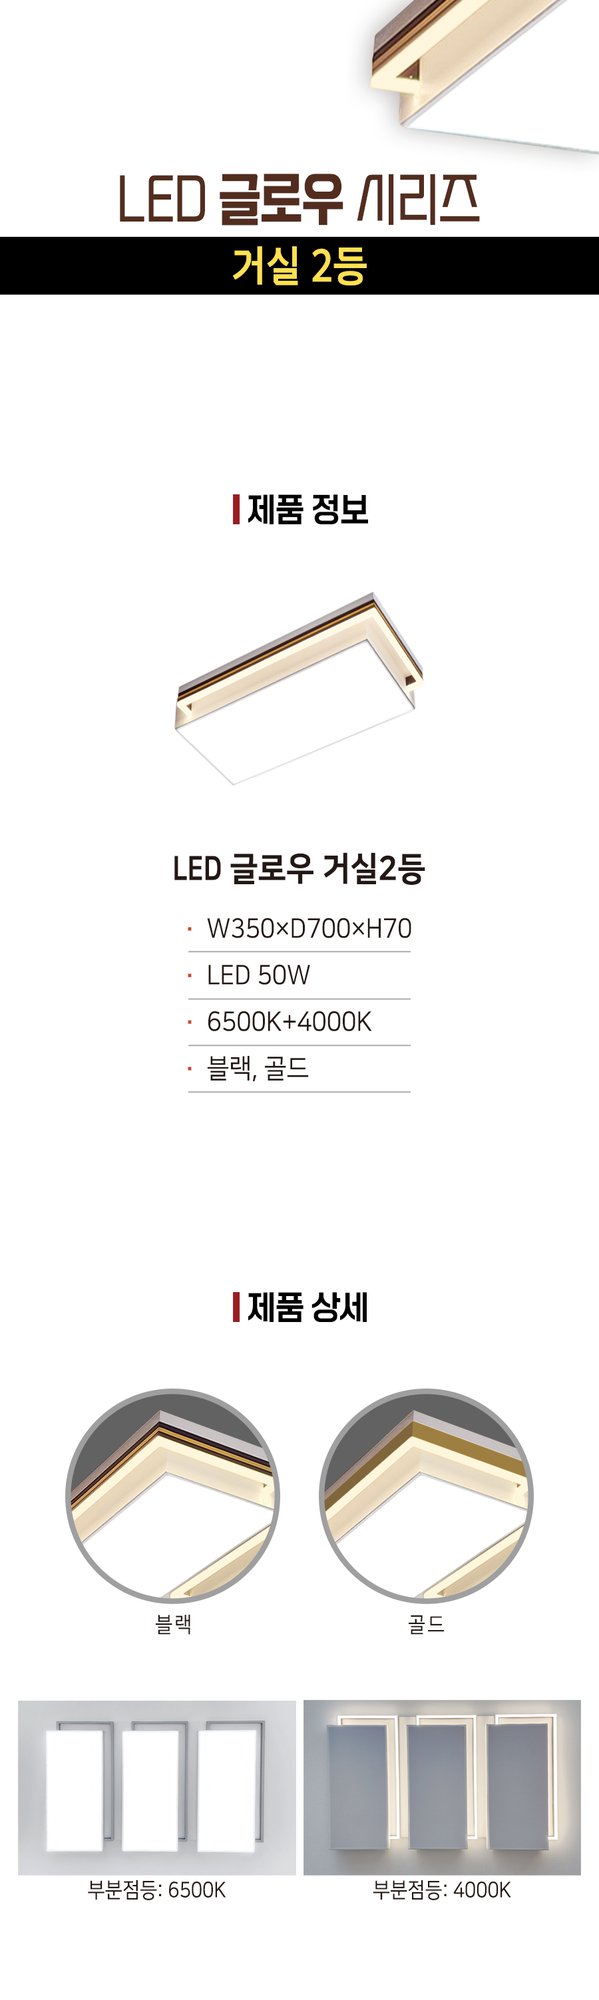 LED 글로우 시리즈
거실 2등
제품 정보
LED 글로우 거실2등
· W350×D700×H70
· LED 50W
· 6500K+4000K
· 블랙, 골드
제품 상세
블랙
골드
부분점등: 6500K
부분점등: 4000K